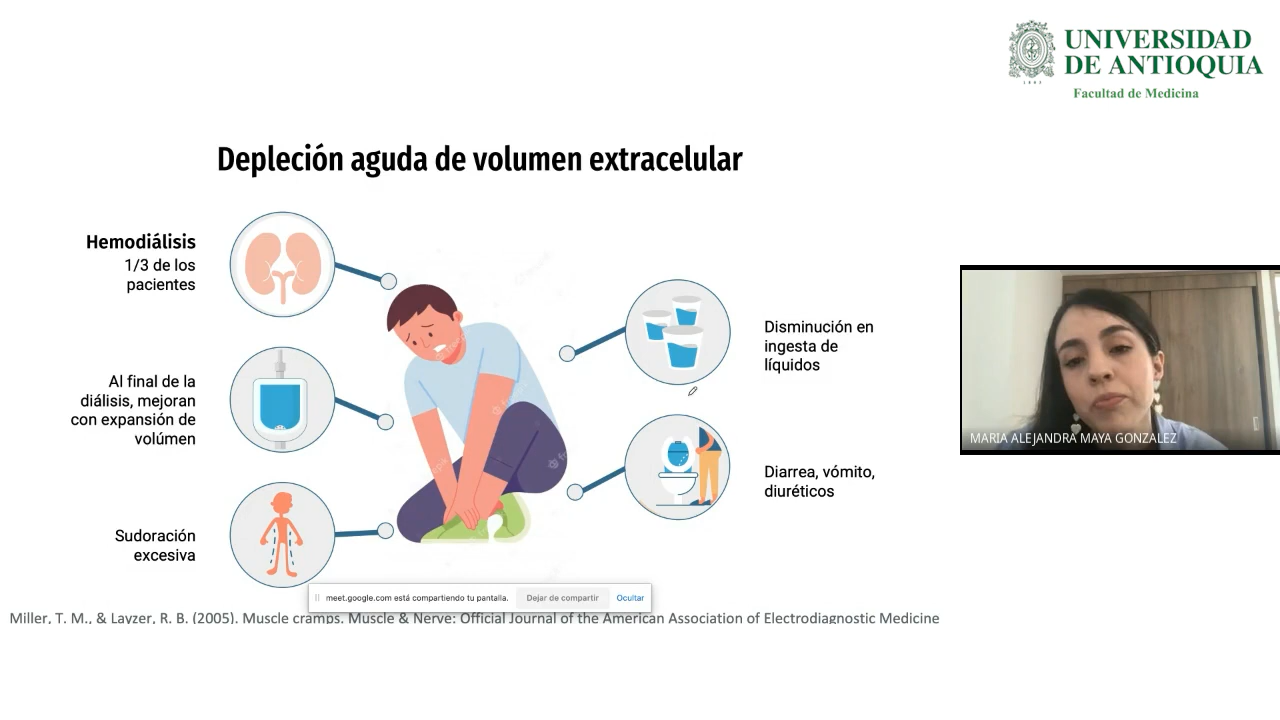 UNIVERSIDAD
DE ANTIOQUIA
1803
Facultad de Medicina
Depleción aguda de volumen extracelular
Hemodiálisis
1/3 de los
pacientes
Al final de la
diálisis, mejoran
con expansión de
volúmen
Sudoración
excesiva
Disminución en
ingesta de
líquidos
Diarrea, vómito,
diuréticos
MARIA ALEJANDRA MAYA GONZALEZ
meet.google.com está compartiendo tu pantalla.
Dejar de compartir
Ocultar
Miller, T. M., & Layzer, R. B. (2005). Muscle cramps. Muscle & Nerve: Official Journal of the American Association of Electrodiagnostic Medicine